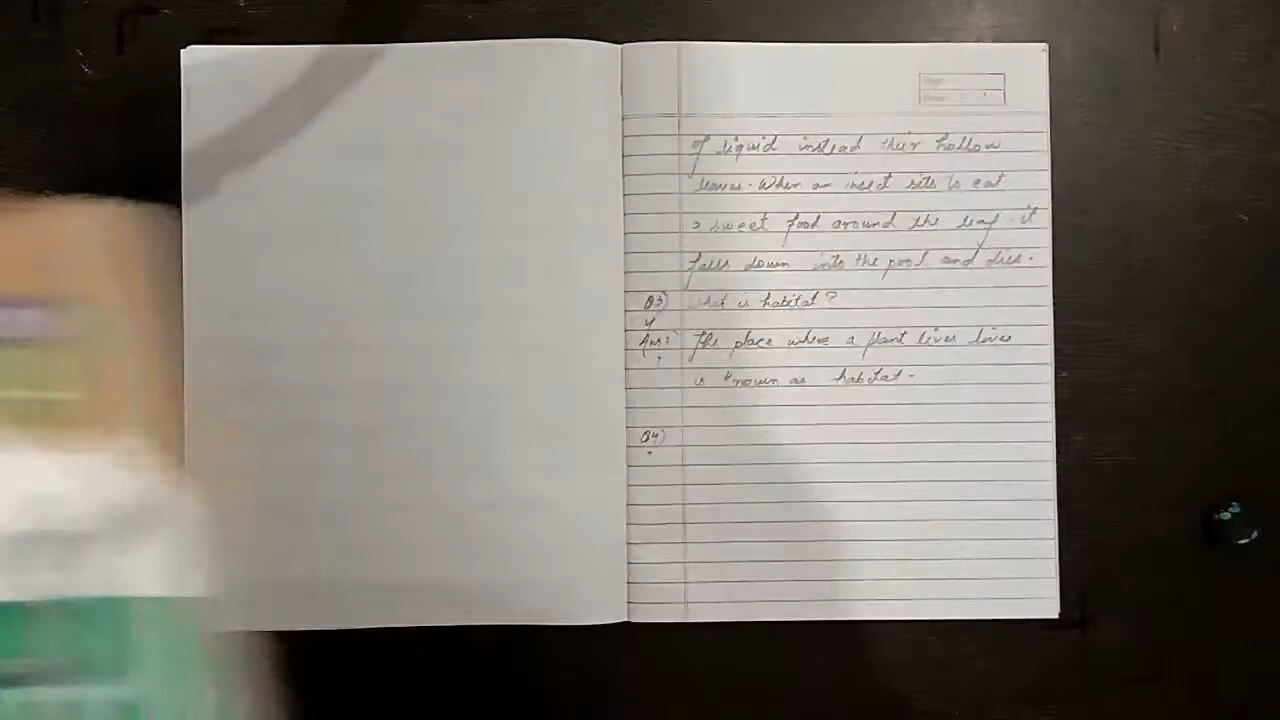 of liquid instead their hollow
leaves. When an insect sits to eat
a sweet food around the leaf it
falls down into the pool and dies.
Q3) What is habitat?
Ans: The place where a plant lives lives
is known as habitat.
Q4)